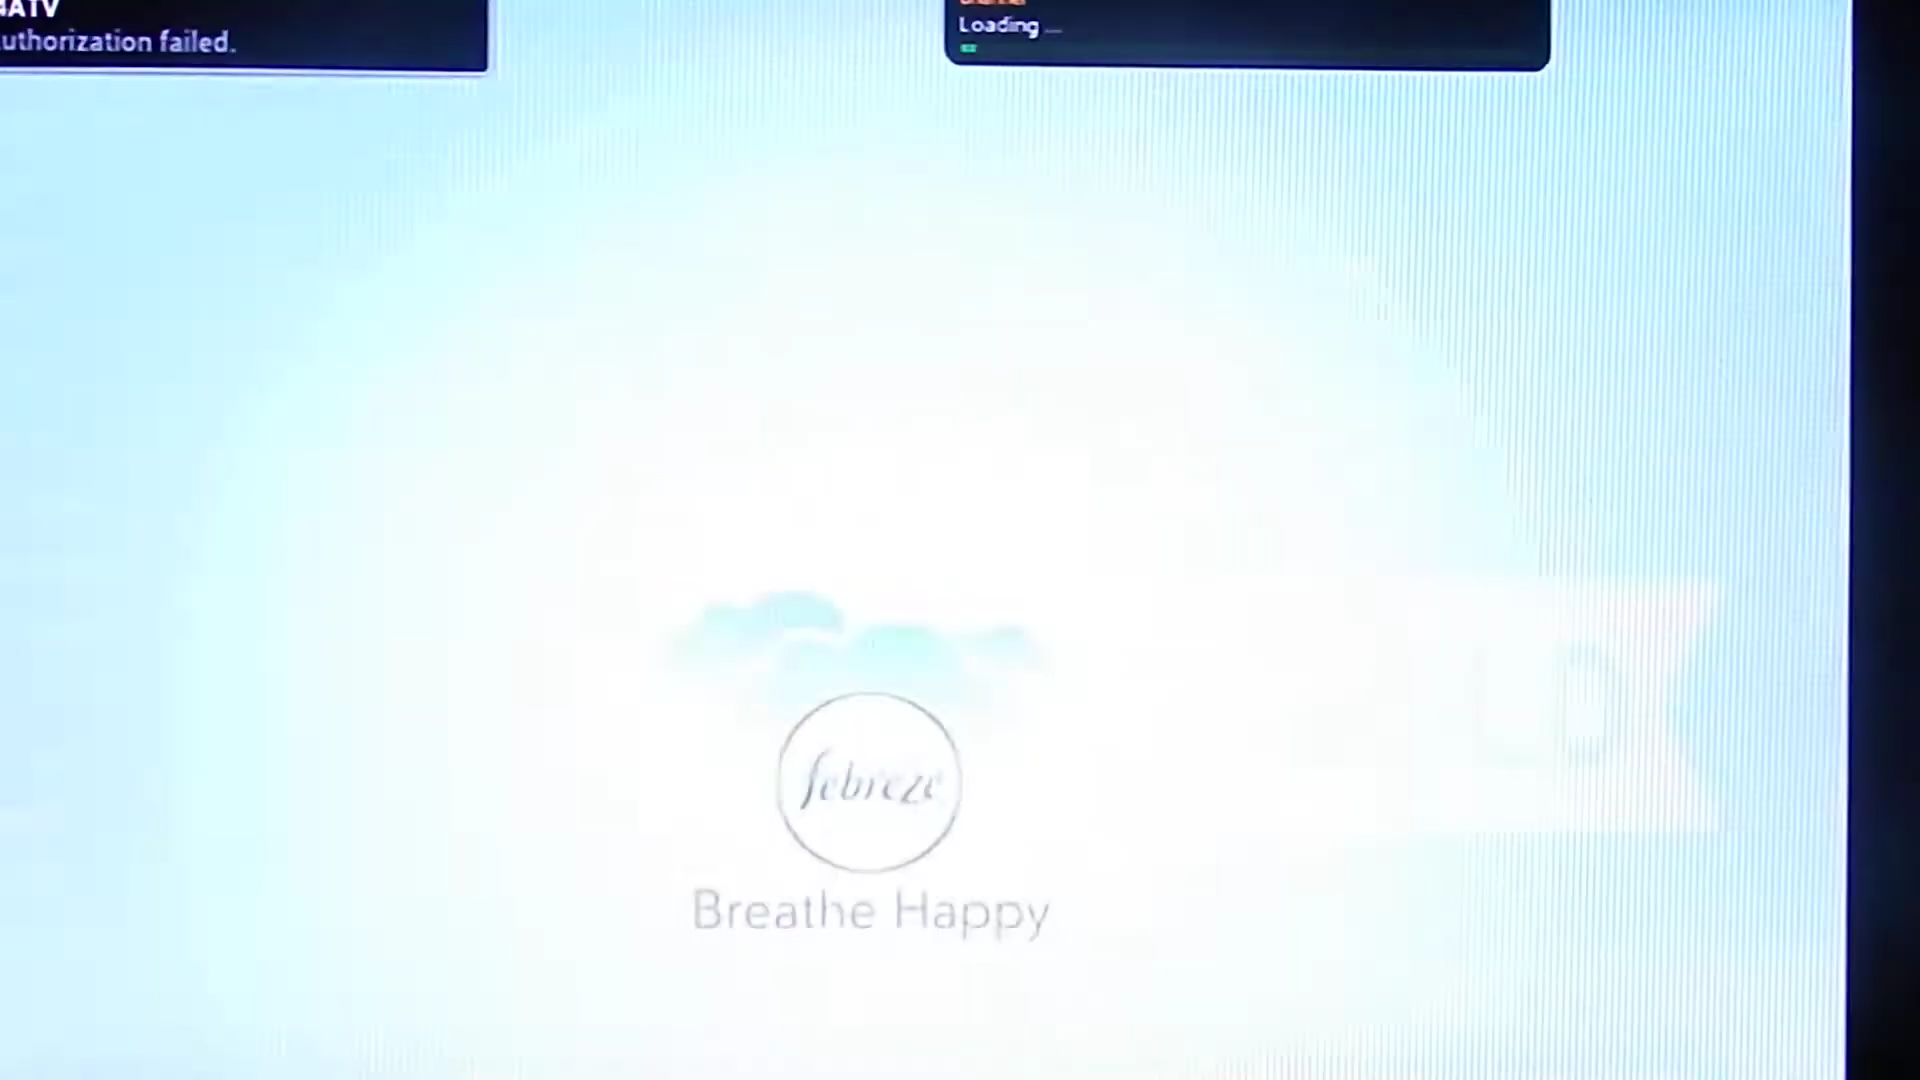 uthorization failed.
Loading ...
febreze
Breathe Happy